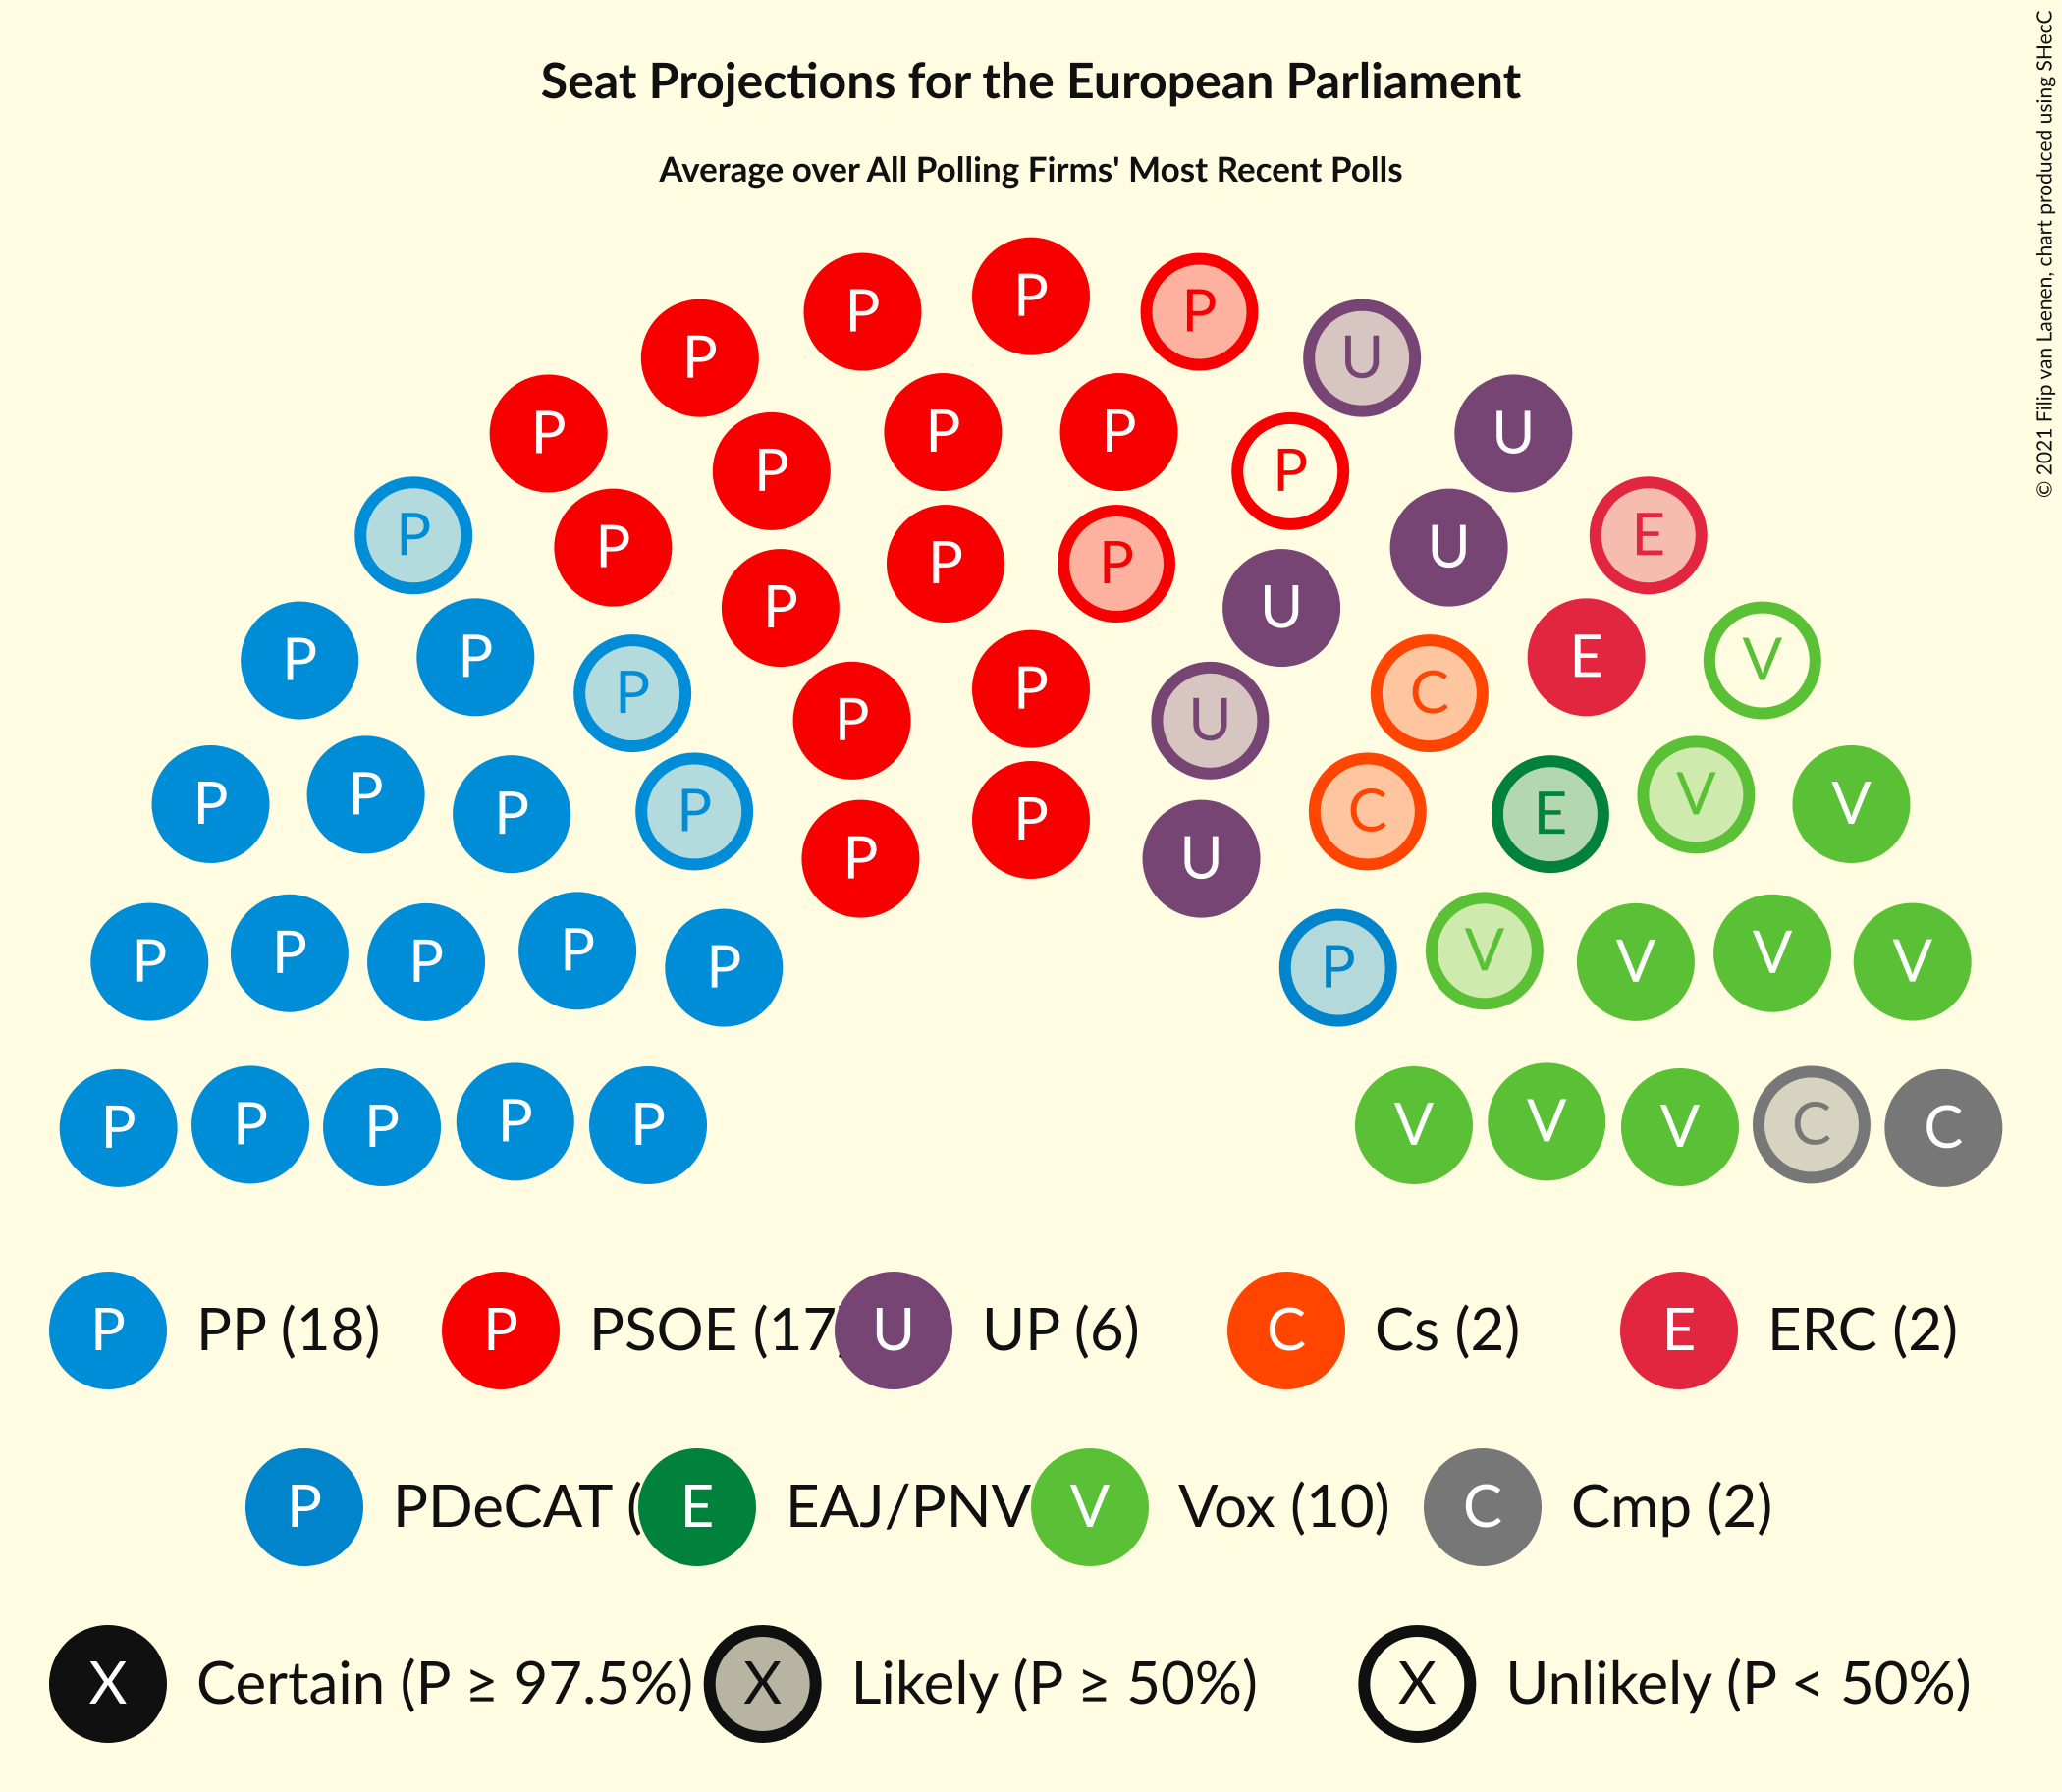 Seat Projections for the European Parliament
Average over All Polling Firms' Most Recent Polls
© 2021 Filip van Laenen, chart produced using SHecC
P P P P U
P P P P P U
P P P P P P U E
P P P P U C E V
P P P P P P U C E V V
P P P P P P V V V V
P P P P P V V V C C
P PP (18) P PSOE (17 U UP (6) C Cs (2) E ERC (2)
P PDeCAT ( E EAJ/PNV V Vox (10) C Cmp (2)
X Certain (P ≥ 97.5%) X Likely (P ≥ 50%) X Unlikely (P < 50%)